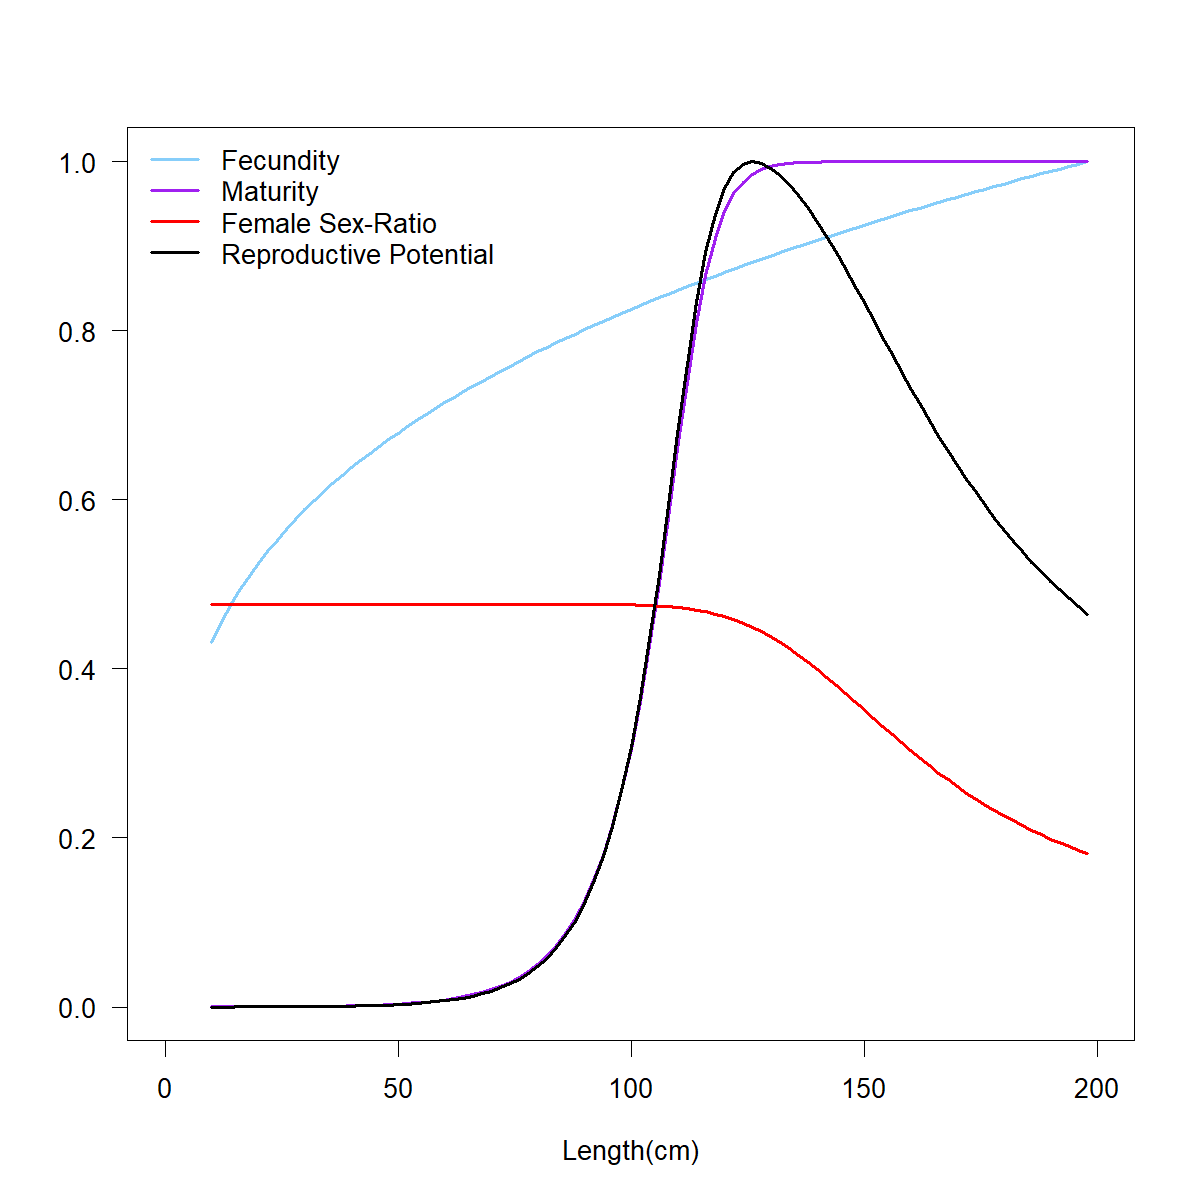 Fecundity
Maturity
Female Sex-Ratio
Reproductive Potential
1.0
0.8
0.6
0.4
0.2
0.0
0 50 100 150 200
Length(cm)